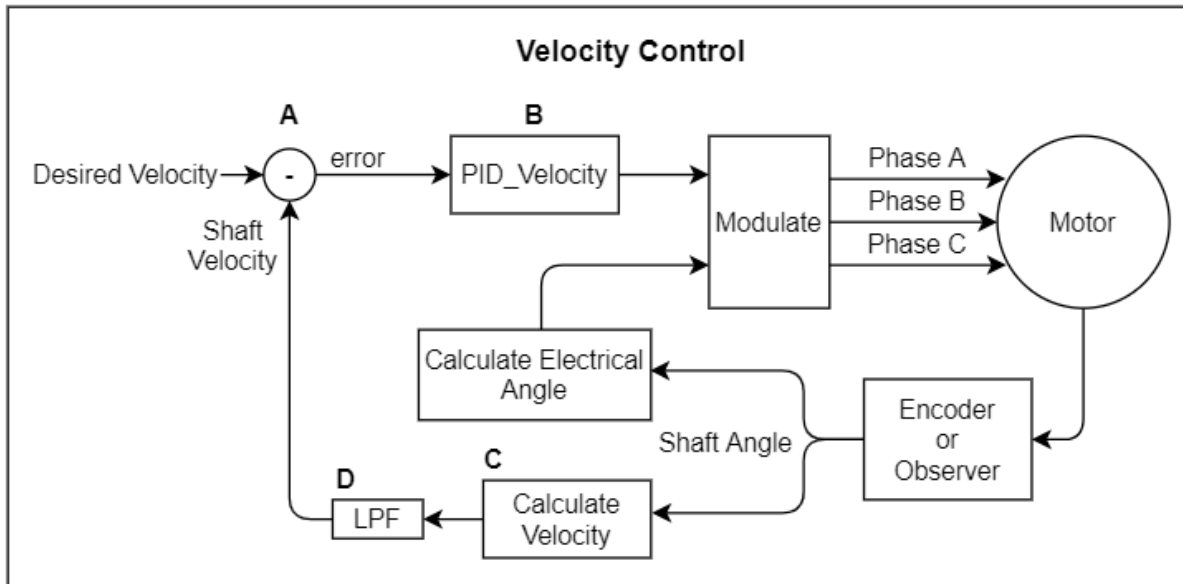 Velocity Control
A
B
Desired Velocity
-
error
PID_Velocity
Modulate
Phase A
Phase B
Phase C
Motor
Shaft
Velocity
Calculate Electrical
Angle
Shaft Angle
Encoder
or
Observer
C
D
LPF
Calculate
Velocity